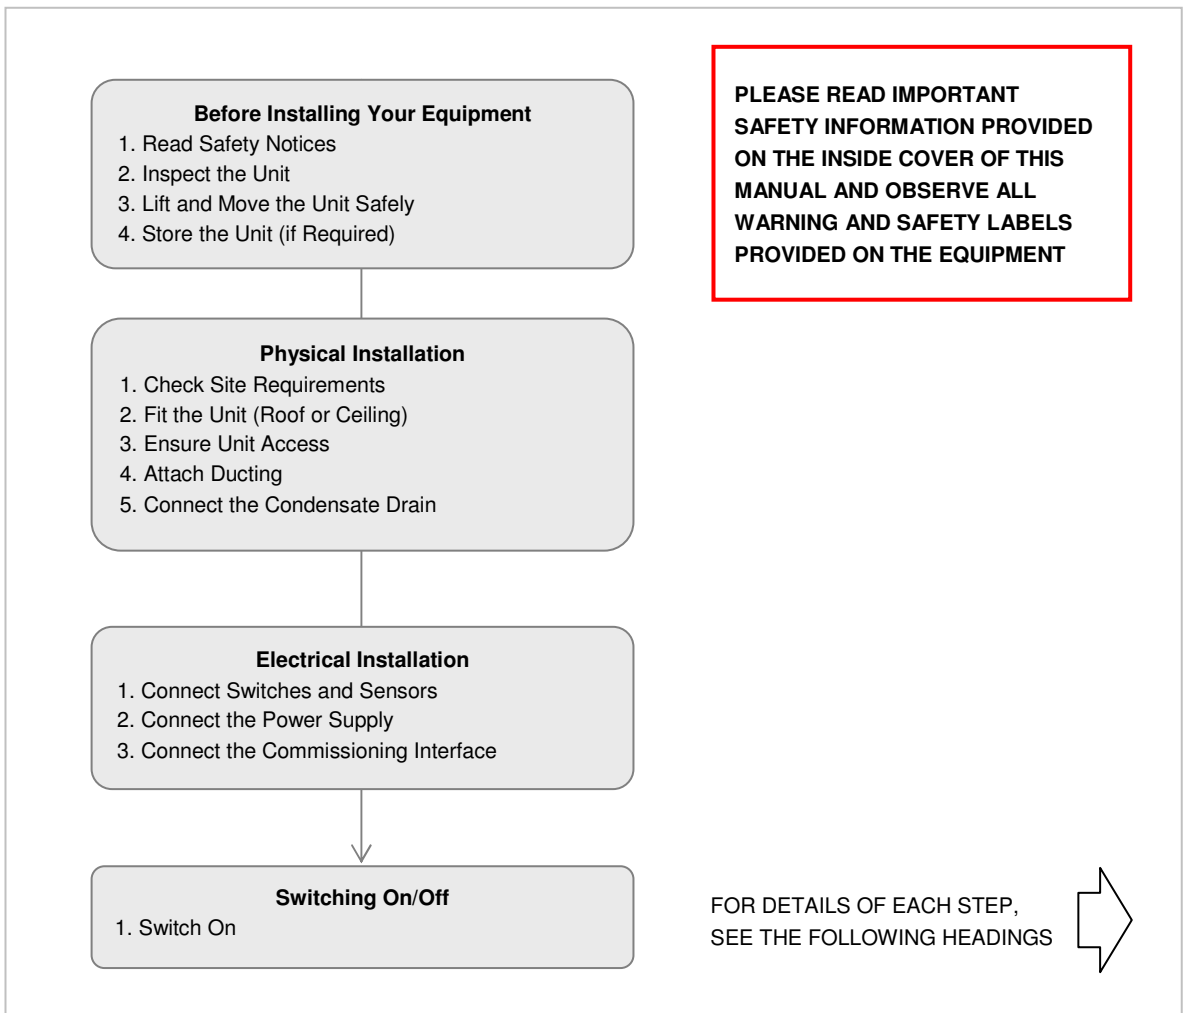 Before Installing Your Equipment
1. Read Safety Notices
2. Inspect the Unit
3. Lift and Move the Unit Safely
4. Store the Unit (if Required)
PLEASE READ IMPORTANT
SAFETY INFORMATION PROVIDED
ON THE INSIDE COVER OF THIS
MANUAL AND OBSERVE ALL
WARNING AND SAFETY LABELS
PROVIDED ON THE EQUIPMENT
Physical Installation
1. Check Site Requirements
2. Fit the Unit (Roof or Ceiling)
3. Ensure Unit Access
4. Attach Ducting
5. Connect the Condensate Drain
Electrical Installation
1. Connect Switches and Sensors
2. Connect the Power Supply
3. Connect the Commissioning Interface
Switching On/Off
1. Switch On
FOR DETAILS OF EACH STEP,
SEE THE FOLLOWING HEADINGS